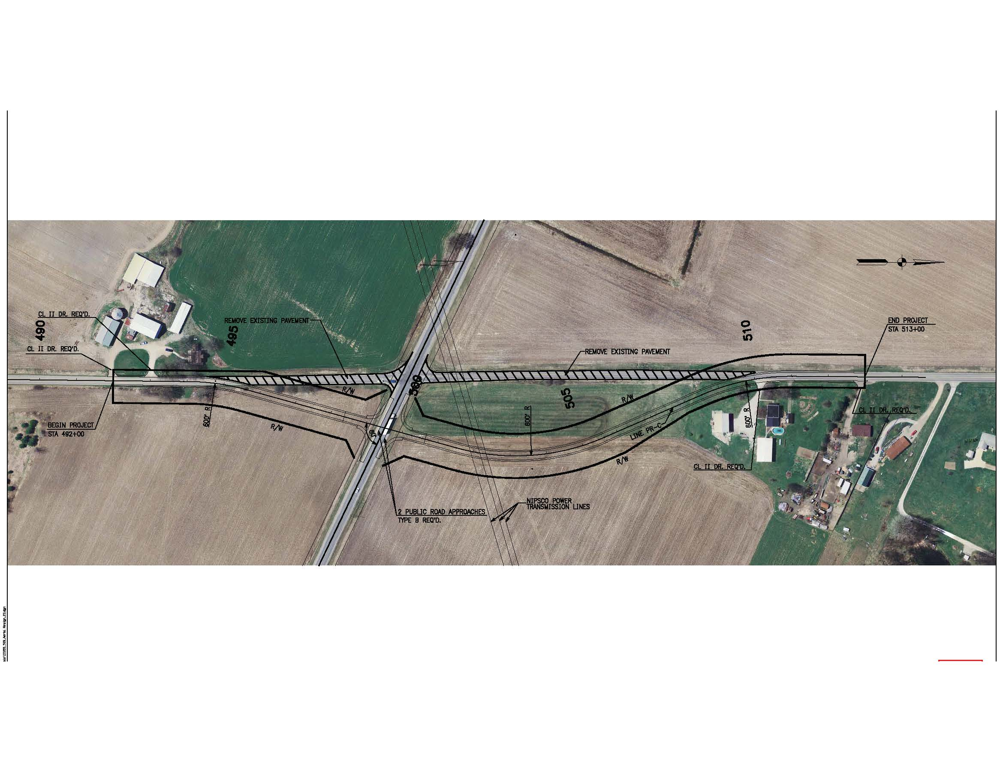 CL II DR. REQ'D.
490
CL II DR. REQ'D.
REMOVE EXISTING PAVEMENT
495
510
END PROJECT
STA 513+00
REMOVE EXISTING PAVEMENT
500
R/W
505
R/W
600' R
BEGIN PROJECT
STA 492+00
R/W
80°
600' R
LINE PR-C
600' R
CL II DR. REQ'D.
R/W
CL II DR. REQ'D.
NIPSCO POWER
TRANSMISSION LINES
2 PUBLIC ROAD APPROACHES
TYPE B REQ'D.